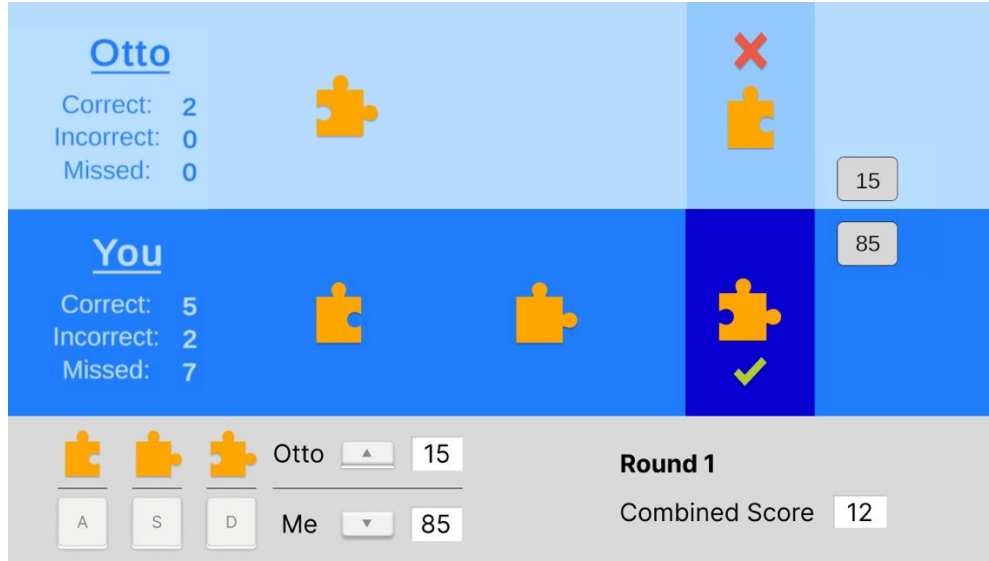 Otto
Correct: 2
Incorrect: 0
Missed: 0
15
You
Correct: 5
Incorrect: 2
Missed: 7
85
Otto ▲ 15
Me ▼ 85
A S D
Round 1
Combined Score 12